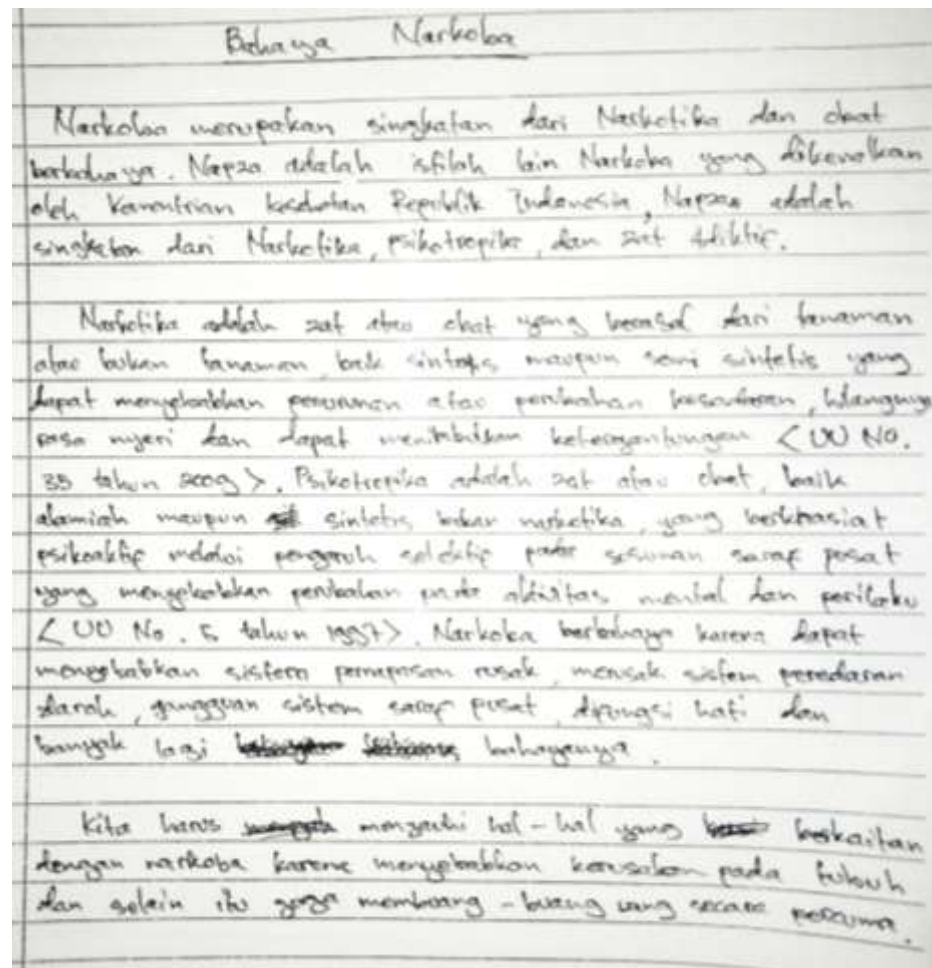 Bahaya Narkoba
Narkoba merupakan singkatan dari Narkotika dan obat
berbahaya. Napza adalah istilah lain Narkoba yang dikenalkan
oleh Kementrian kesehatan Republik Indonesia, Napza adalah
singkatan dari Narkotika, psikotropika, dan zat Adiktif.
Narkotika adalah zat atau obat yang berasal dari tanaman
atau bukan tanaman baik sintetis maupun semi sintetis yang
dapat menyebabkan penurunan atau perubahan kesadaran, hilangnya
rasa nyeri dan dapat menimbulkan ketergantungan < UU NO.
35 tahun 2009 >. Psikotropika adalah zat atau obat, baik
alamiah maupun sintetis bukan narkotika, yang berkhasiat
psikoaktif melalui pengaruh selektif pada susunan saraf pusat
yang menyebabkan perubahan pada aktivitas mental dan perilaku
< UU No. 5 tahun 1997 >. Narkoba berbahaya karena dapat
menyebabkan sistem pernapasan rusak, merusak sistem peredaran
darah, gangguan sistem saraf pusat, dipungsi hati dan
banyak lagi bahayanya.
Kita harus menjauhi hal-hal yang berkaitan
dengan narkoba karena menyebabkan kerusakan pada tubuh
dan selain itu juga membuang-buang uang secara percuma.